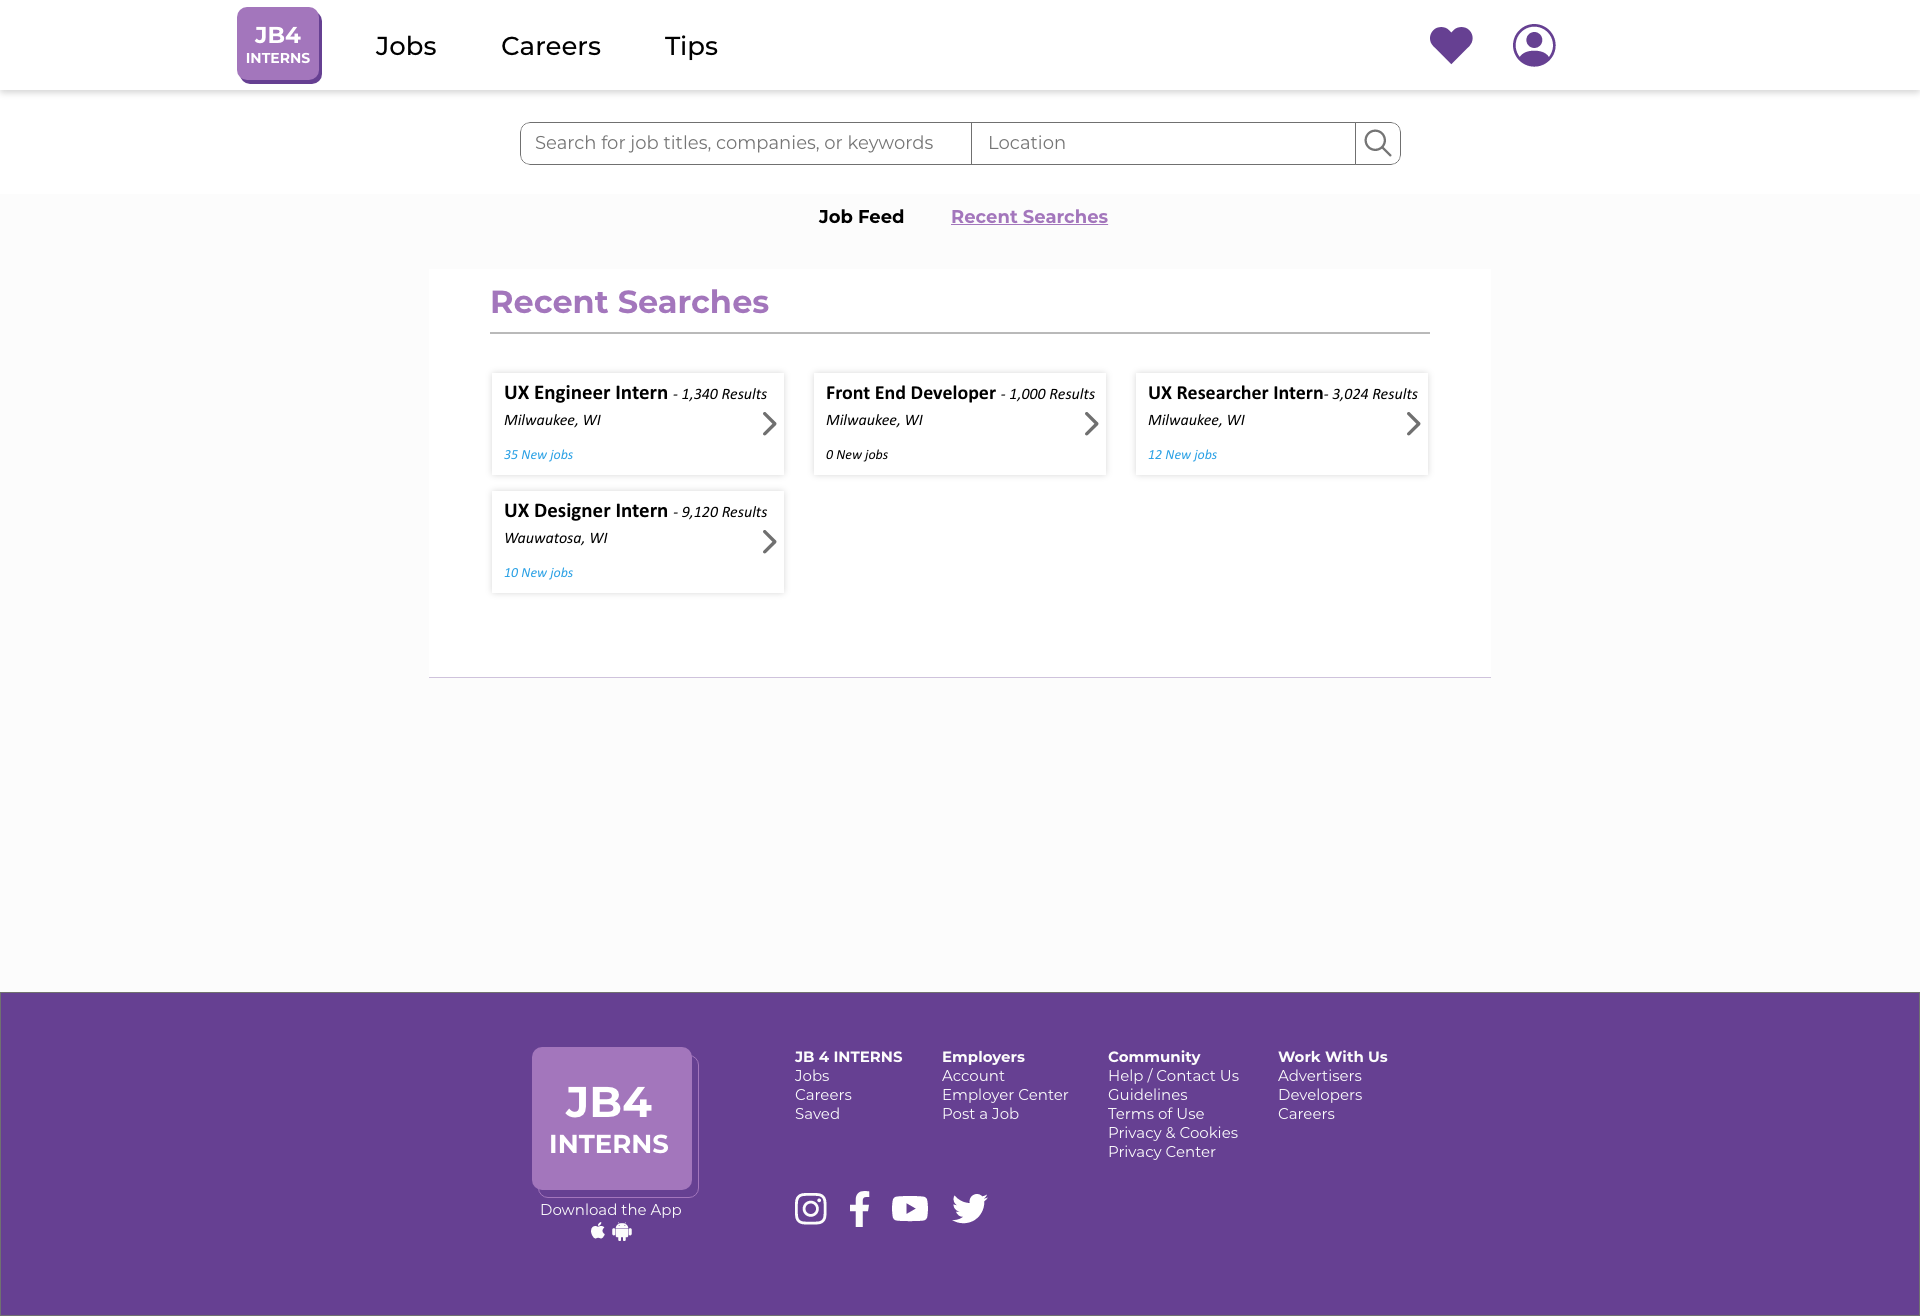 JB4
INTERNS
Jobs
Careers
Tips
Search for job titles, companies, or keywords
Location
Job Feed
Recent Searches
Recent Searches
UX Engineer Intern - 1,340 Results
Milwaukee, WI
35 New jobs
Front End Developer - 1,000 Results
Milwaukee, WI
0 New jobs
UX Researcher Intern- 3,024 Results
Milwaukee, WI
12 New jobs
UX Designer Intern - 9,120 Results
Wauwatosa, WI
10 New jobs
JB4
INTERNS
Download the App
JB 4 INTERNS
Jobs
Careers
Saved
Employers
Account
Employer Center
Post a Job
Community
Help / Contact Us
Guidelines
Terms of Use
Privacy & Cookies
Privacy Center
Work With Us
Advertisers
Developers
Careers